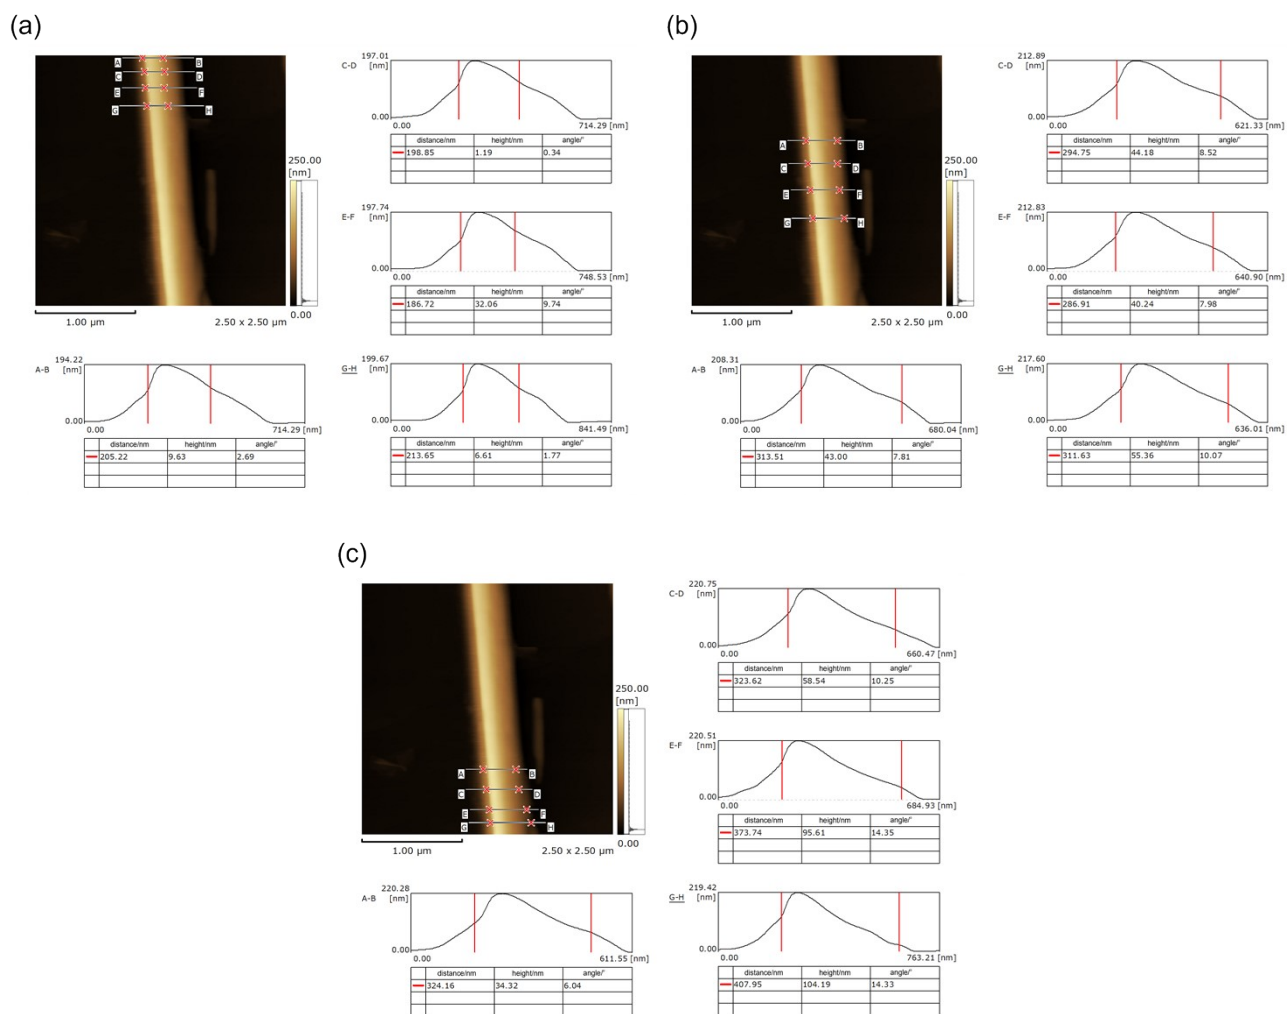 (a)
A B
C D
E F
G H
250.00
[nm]
0.00
1.00 µm 2.50 x 2.50 µm
197.01
C-D [nm]
0.00
0.00 714.29 [nm]
distance/nm height/nm angle/°
198.85 1.19 0.34
197.74
E-F [nm]
0.00
0.00 748.53 [nm]
distance/nm height/nm angle/°
186.72 32.06 9.74
194.22
A-B [nm]
0.00
0.00 714.29 [nm]
distance/nm height/nm angle/°
205.22 9.63 2.69
199.67
G-H [nm]
0.00
0.00 841.49 [nm]
distance/nm height/nm angle/°
213.65 6.61 1.77
(b)
A B
C D
E F
G H
250.00
[nm]
0.00
1.00 µm 2.50 x 2.50 µm
212.89
C-D [nm]
0.00
0.00 621.33 [nm]
distance/nm height/nm angle/°
294.75 44.18 8.52
212.83
E-F [nm]
0.00
0.00 640.90 [nm]
distance/nm height/nm angle/°
286.91 40.24 7.98
208.31
A-B [nm]
0.00
0.00 680.04 [nm]
distance/nm height/nm angle/°
313.51 43.00 7.81
217.60
G-H [nm]
0.00
0.00 636.01 [nm]
distance/nm height/nm angle/°
311.63 55.36 10.07
(c)
A B
C D
E F
G H
250.00
[nm]
0.00
1.00 µm 2.50 x 2.50 µm
220.75
C-D [nm]
0.00
0.00 660.47 [nm]
distance/nm height/nm angle/°
323.62 58.54 10.25
220.51
E-F [nm]
0.00
0.00 684.93 [nm]
distance/nm height/nm angle/°
373.74 95.61 14.35
220.28
A-B [nm]
0.00
0.00 611.55 [nm]
distance/nm height/nm angle/°
324.16 34.32 6.04
219.42
G-H [nm]
0.00
0.00 763.21 [nm]
distance/nm height/nm angle/°
407.95 104.19 14.33